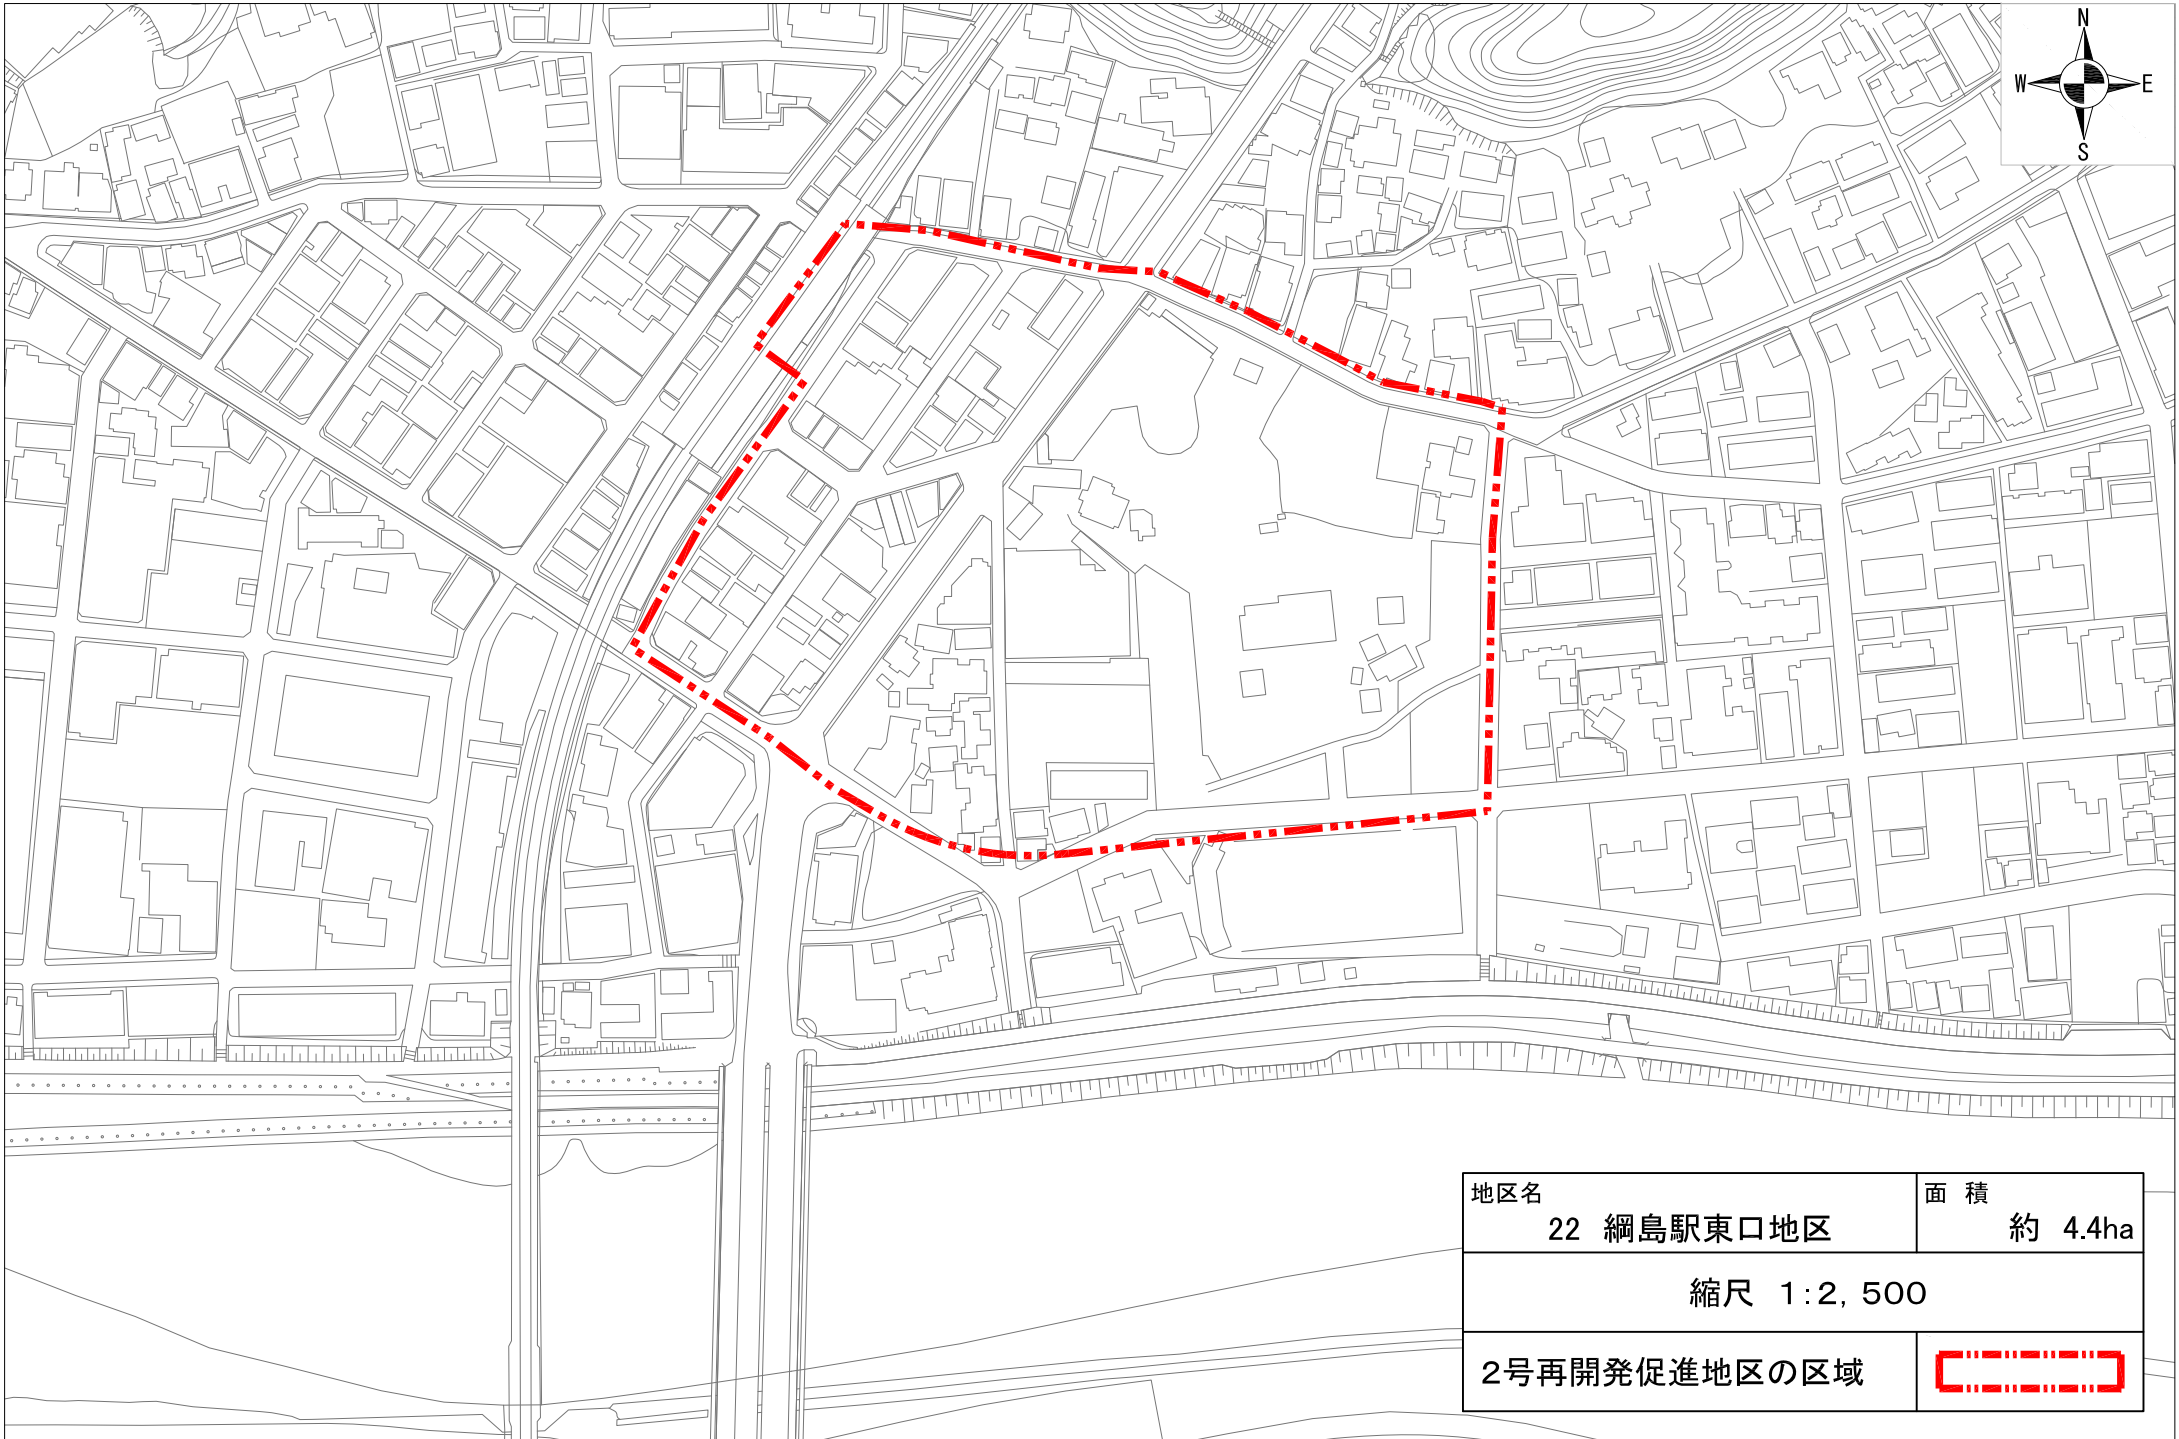 N
W E
S
地区名
22 綱島駅東口地区
面 積
約 4.4ha
縮尺 1:2,500
2号再開発促進地区の区域